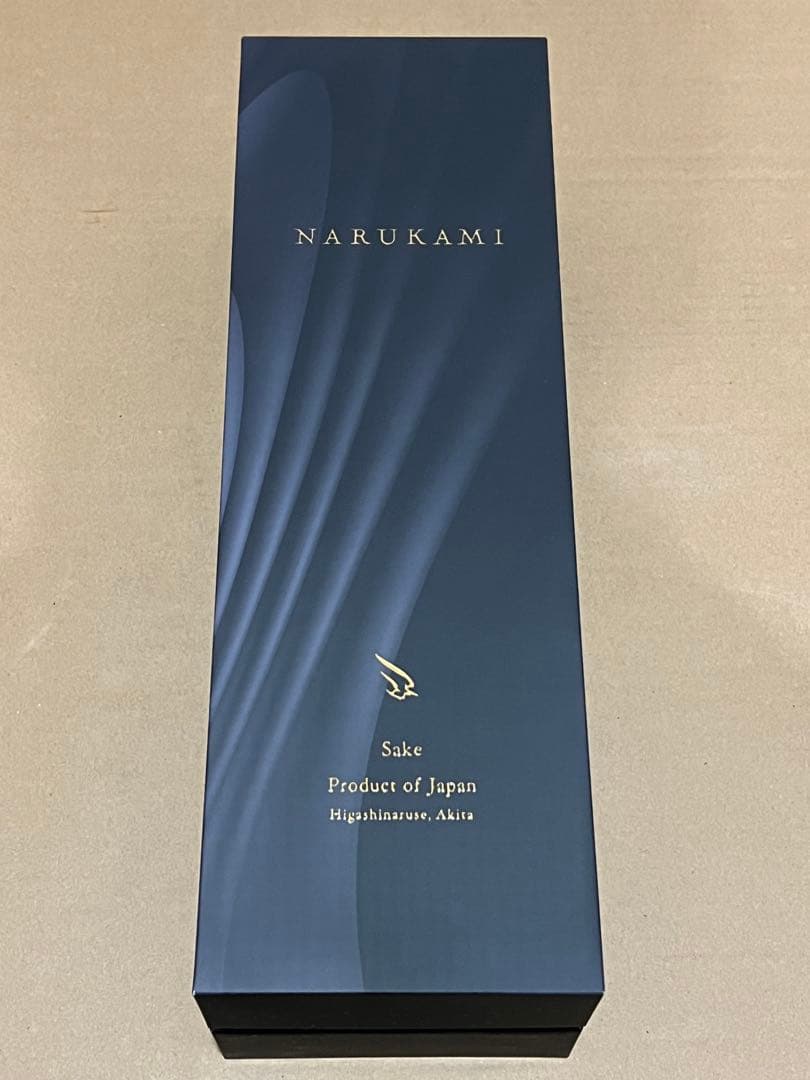 NARUKAMI
Sake
Product of Japan
Higashinaruse, Akita